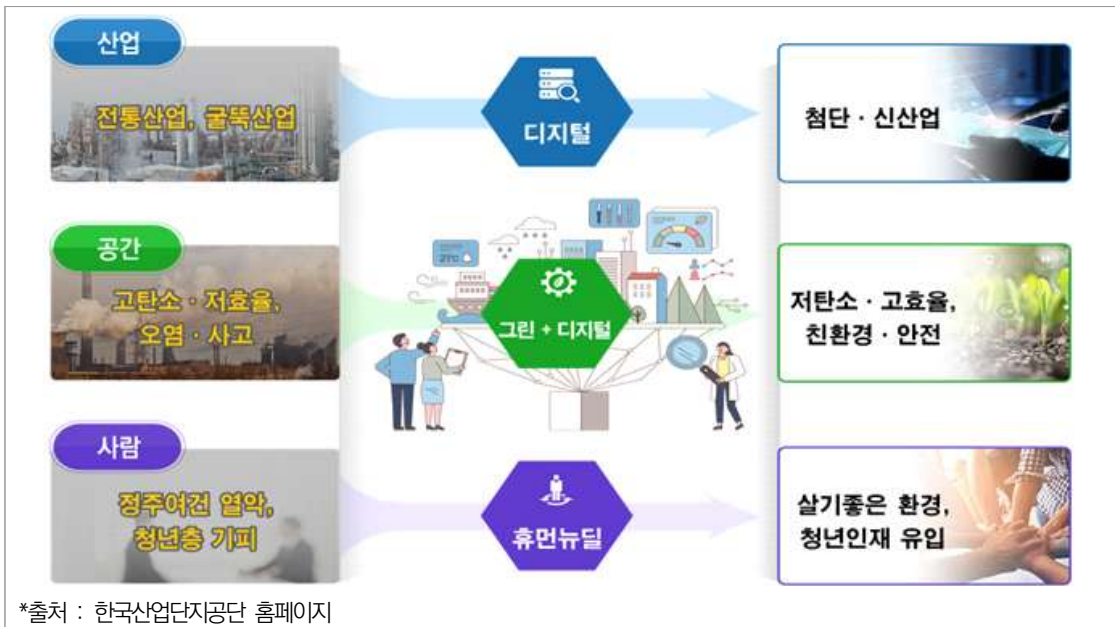 산업
전통산업, 굴뚝산업
디지털
첨단 · 신산업
공간
고탄소 · 저효율,
오염 · 사고
21°C
그린 + 디지털
저탄소 · 고효율,
친환경 · 안전
사람
정주여건 열악,
청년층 기피
휴먼뉴딜
살기좋은 환경,
청년인재 유입
*출처 : 한국산업단지공단 홈페이지